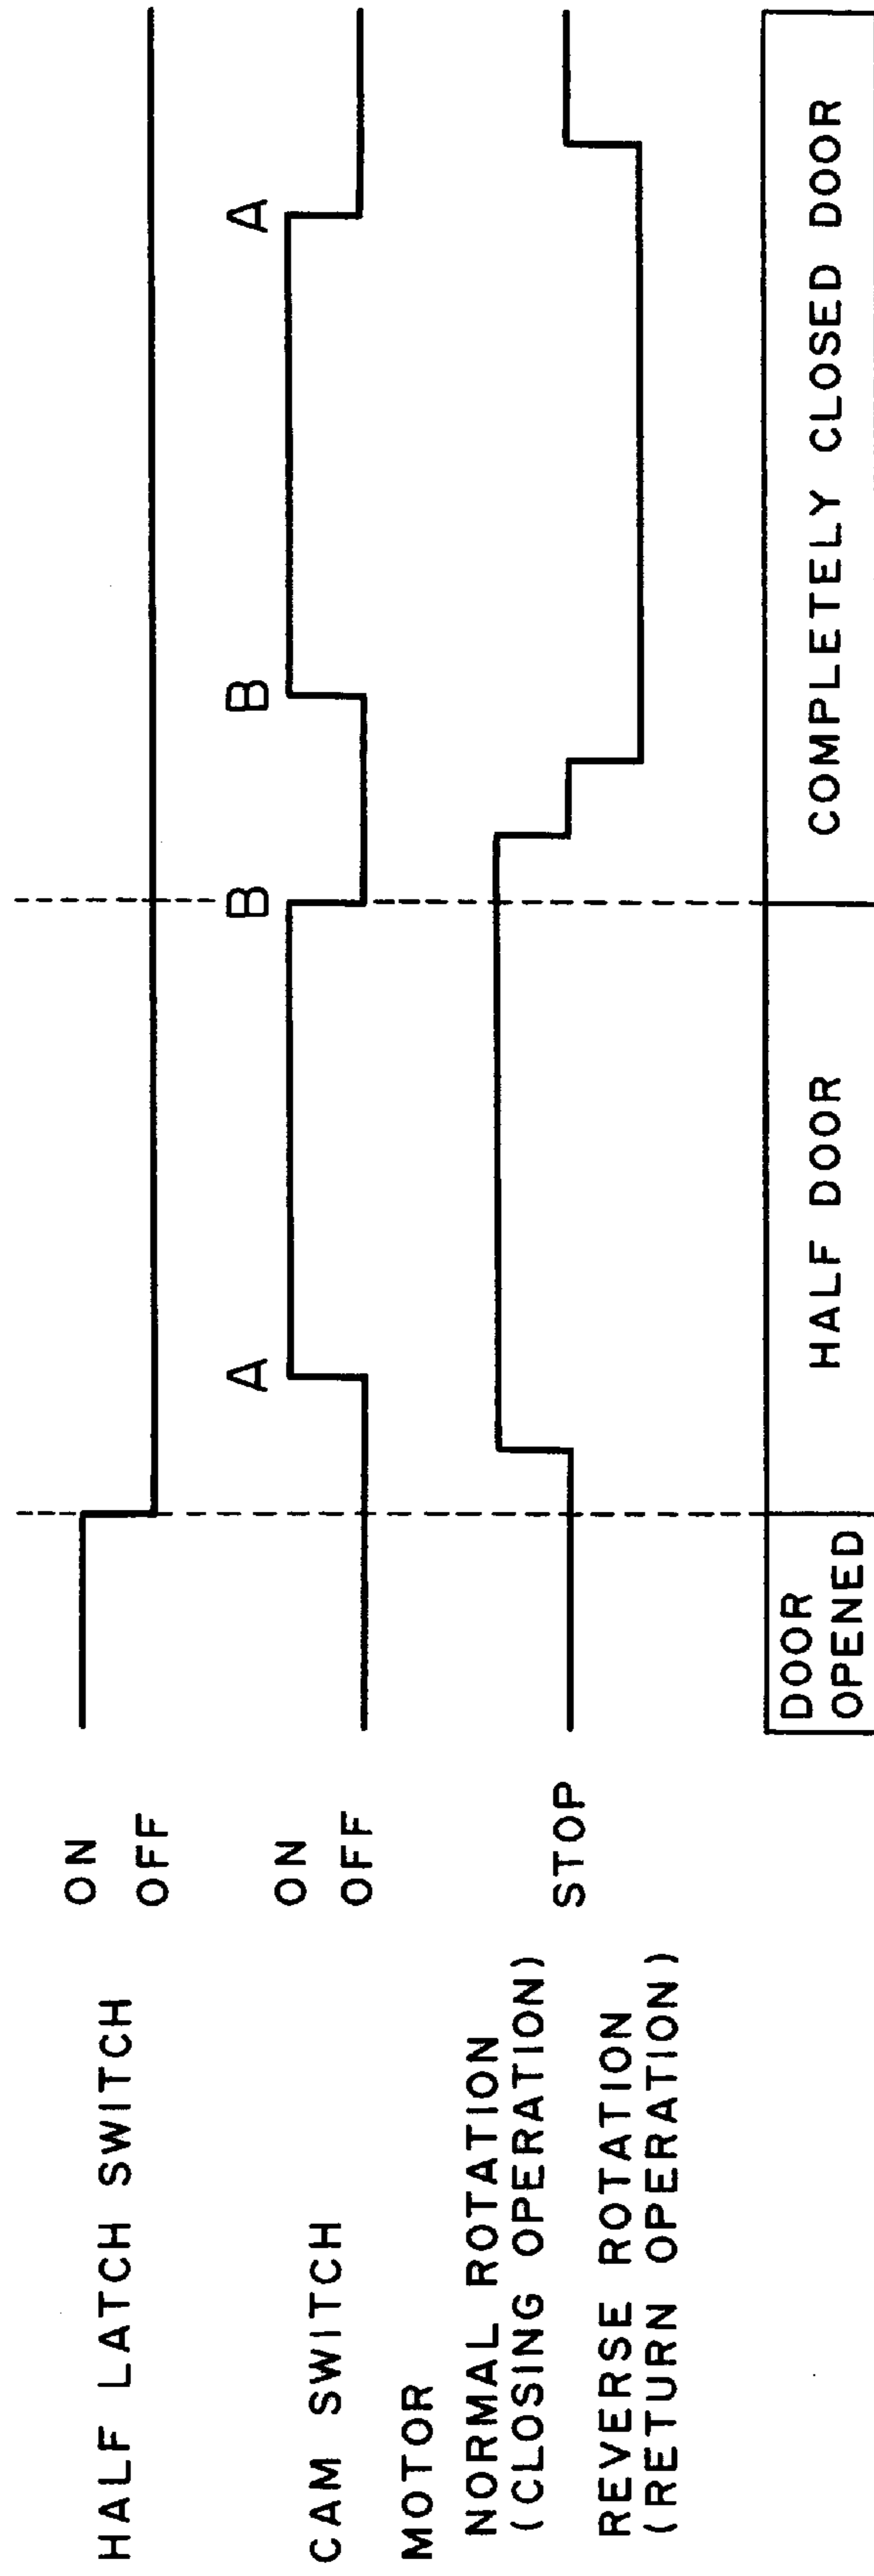 HALF LATCH SWITCH
ON
OFF
CAM SWITCH
ON
OFF
A
B
B
A
MOTOR
NORMAL ROTATION
(CLOSING OPERATION)
STOP
REVERSE ROTATION
(RETURN OPERATION)
DOOR
OPENED
HALF DOOR
COMPLETELY CLOSED DOOR